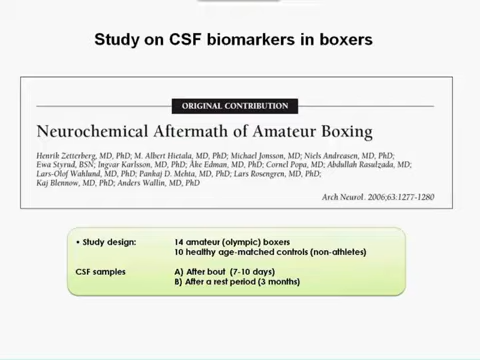 Study on CSF biomarkers in boxers
ORIGINAL CONTRIBUTION
Neurochemical Aftermath of Amateur Boxing
Henrik Zetterberg, MD, PhD; M. Albert Hietala, MD, PhD; Michael Jonsson, MD; Niels Andreasen, MD, PhD;
Ewa Styrud, BSN; Ingvar Karlsson, MD, PhD; Åke Edman, MD, PhD; Cornel Popa, MD, PhD; Abdullah Rasulzada, MD;
Lars-Olof Wahlund, MD, PhD; Pankaj D. Mehta, MD, PhD; Lars Rosengren, MD, PhD;
Kaj Blennow, MD, PhD; Anders Wallin, MD, PhD
Arch Neurol. 2006;63:1277-1280
• Study design: 14 amateur (olympic) boxers
10 healthy age-matched controls (non-athletes)
CSF samples A) After bout (7-10 days)
B) After a rest period (3 months)